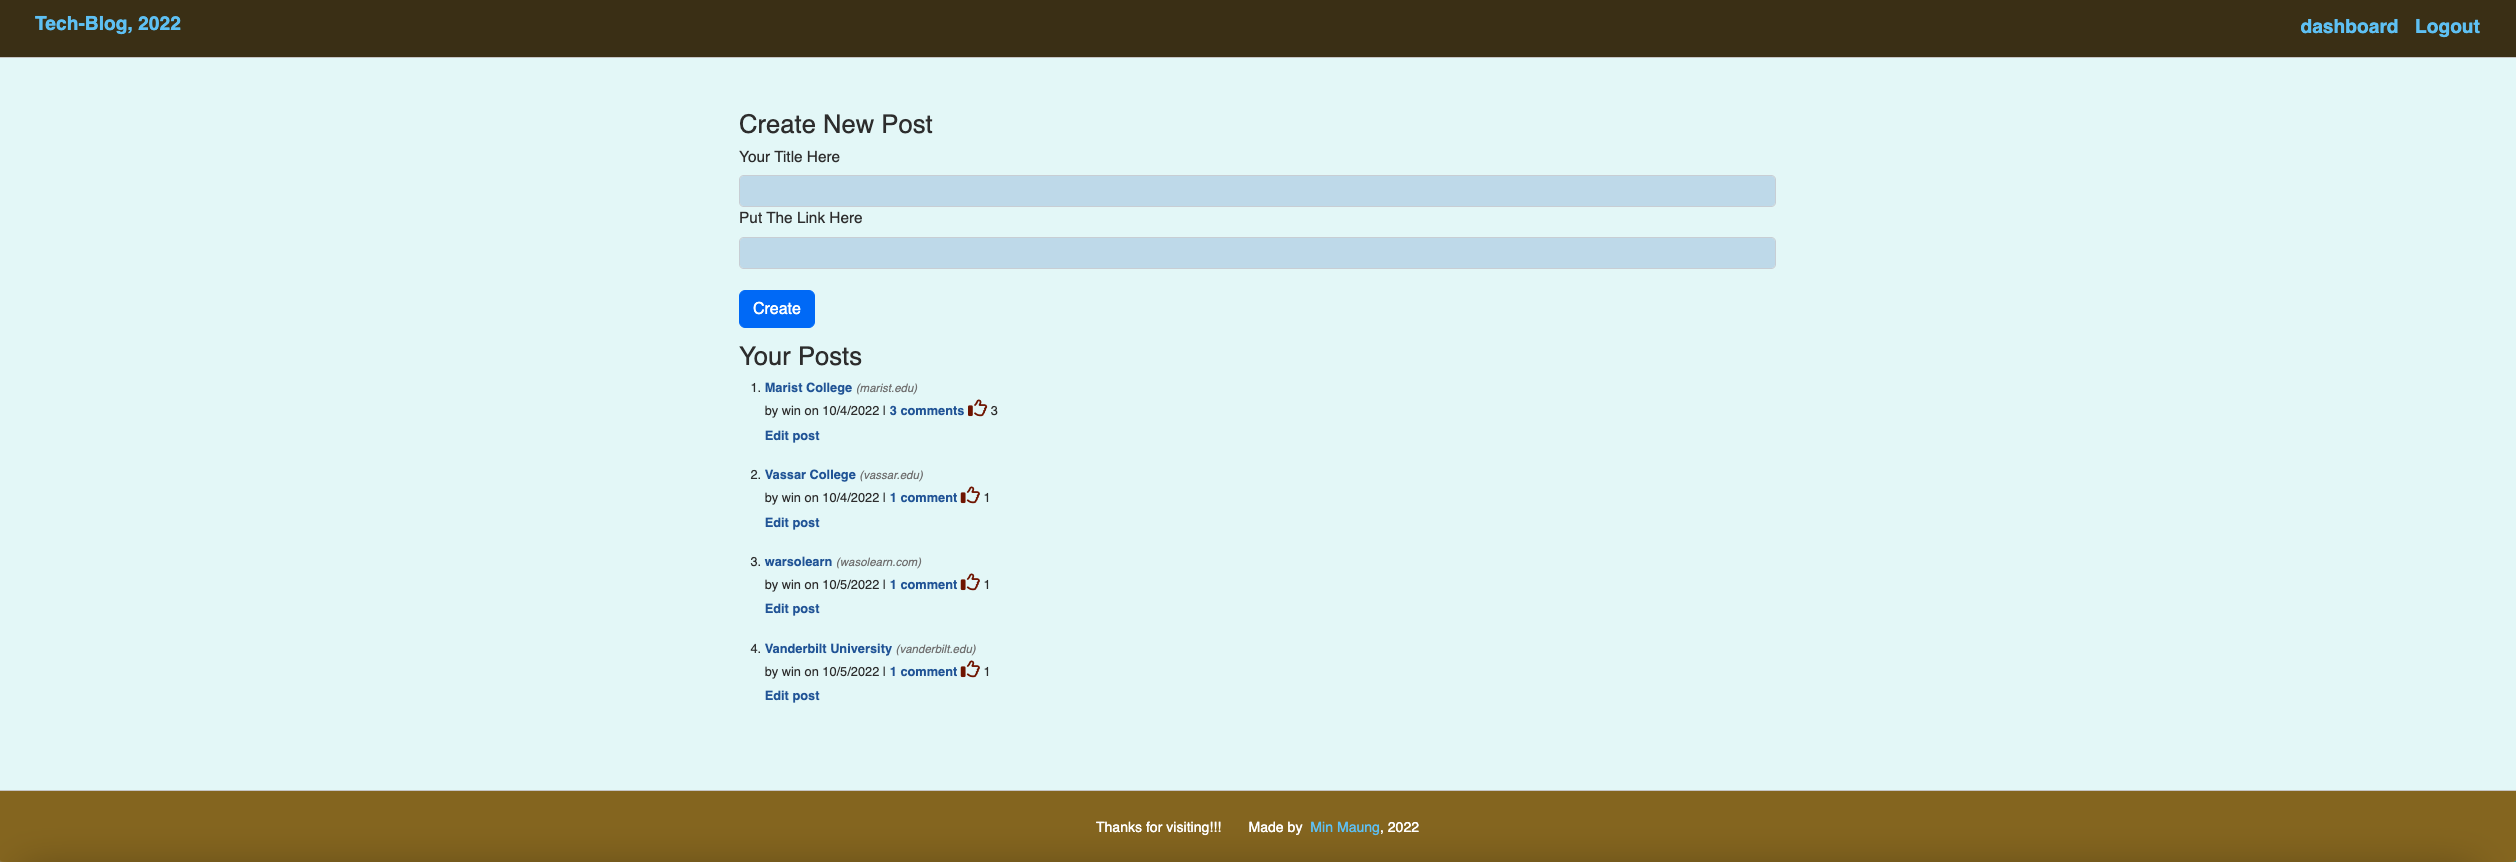 Tech-Blog, 2022
dashboard Logout
Create New Post
Your Title Here
Put The Link Here
Create
Your Posts
1. Marist College (marist.edu)
by win on 10/4/2022 | 3 comments 3
Edit post
2. Vassar College (vassar.edu)
by win on 10/4/2022 | 1 comment 1
Edit post
3. warsolearn (wasolearn.com)
by win on 10/5/2022 | 1 comment 1
Edit post
4. Vanderbilt University (vanderbilt.edu)
by win on 10/5/2022 | 1 comment 1
Edit post
Thanks for visiting!!! Made by Min Maung, 2022